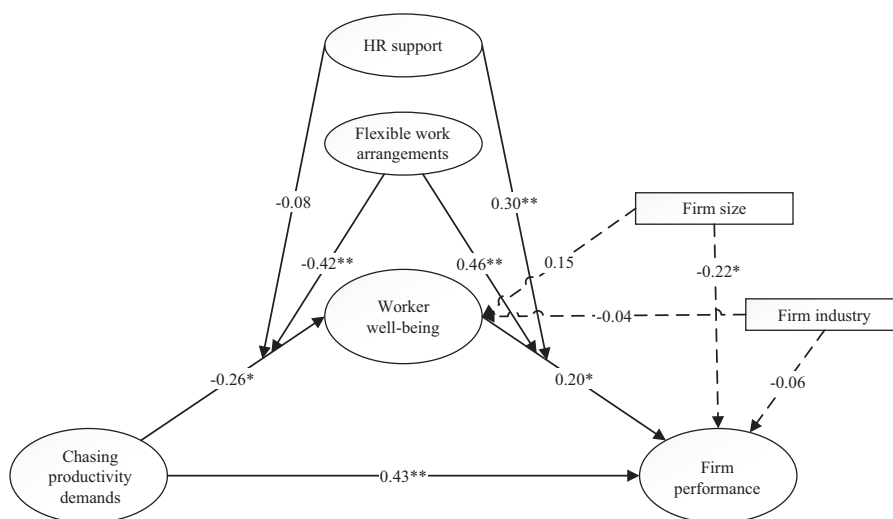 HR support
Flexible work
arrangements
-0.08
0.30**
Firm size
-0.42**
0.46**
0.15
-0.22*
Worker
well-being
-0.04
Firm industry
-0.26*
0.20*
-0.06
Chasing
productivity
demands
0.43**
Firm
performance